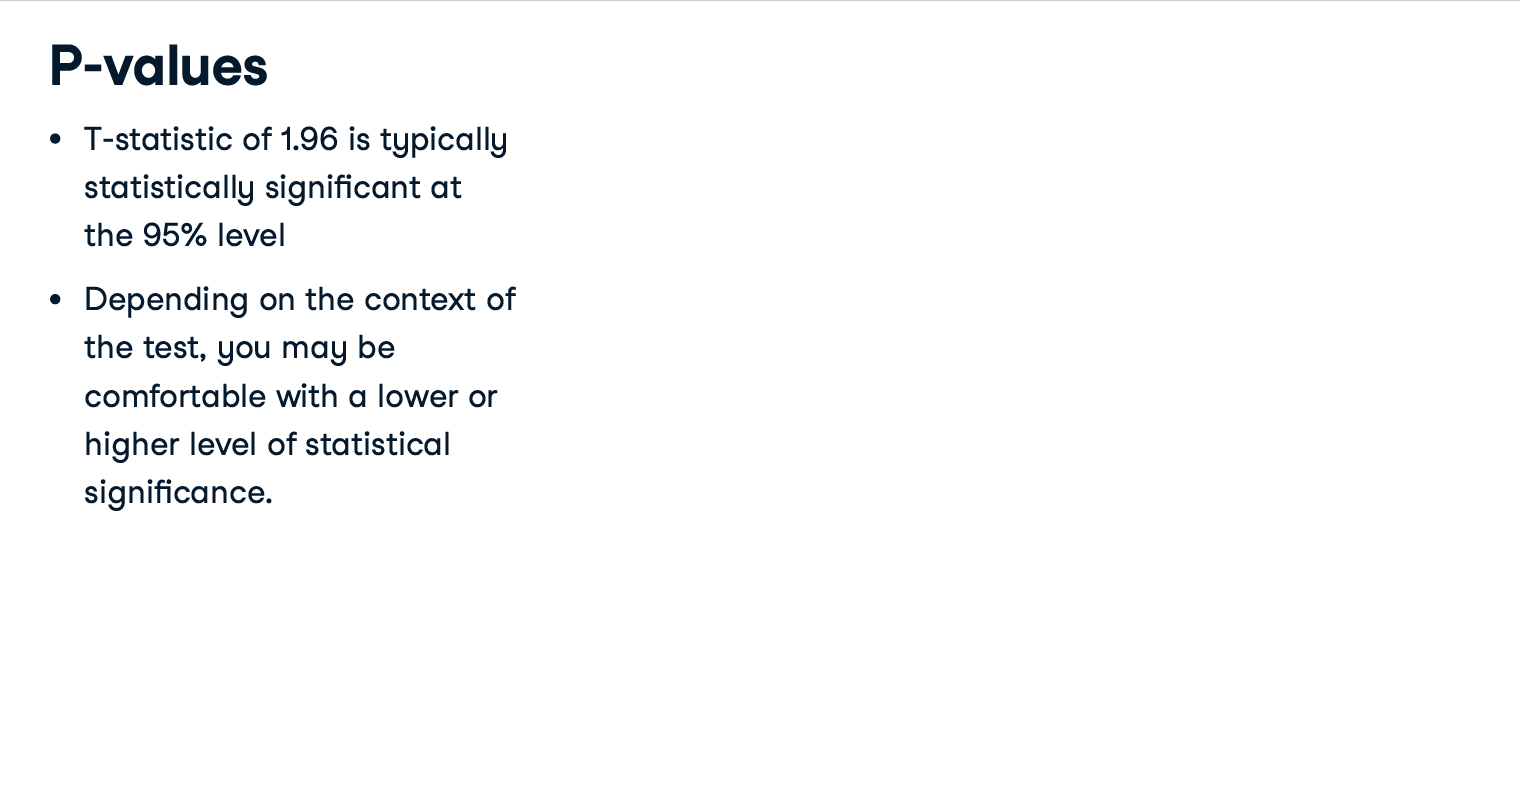 P-values
• T-statistic of 1.96 is typically
statistically significant at
the 95% level
• Depending on the context of
the test, you may be
comfortable with a lower or
higher level of statistical
significance.